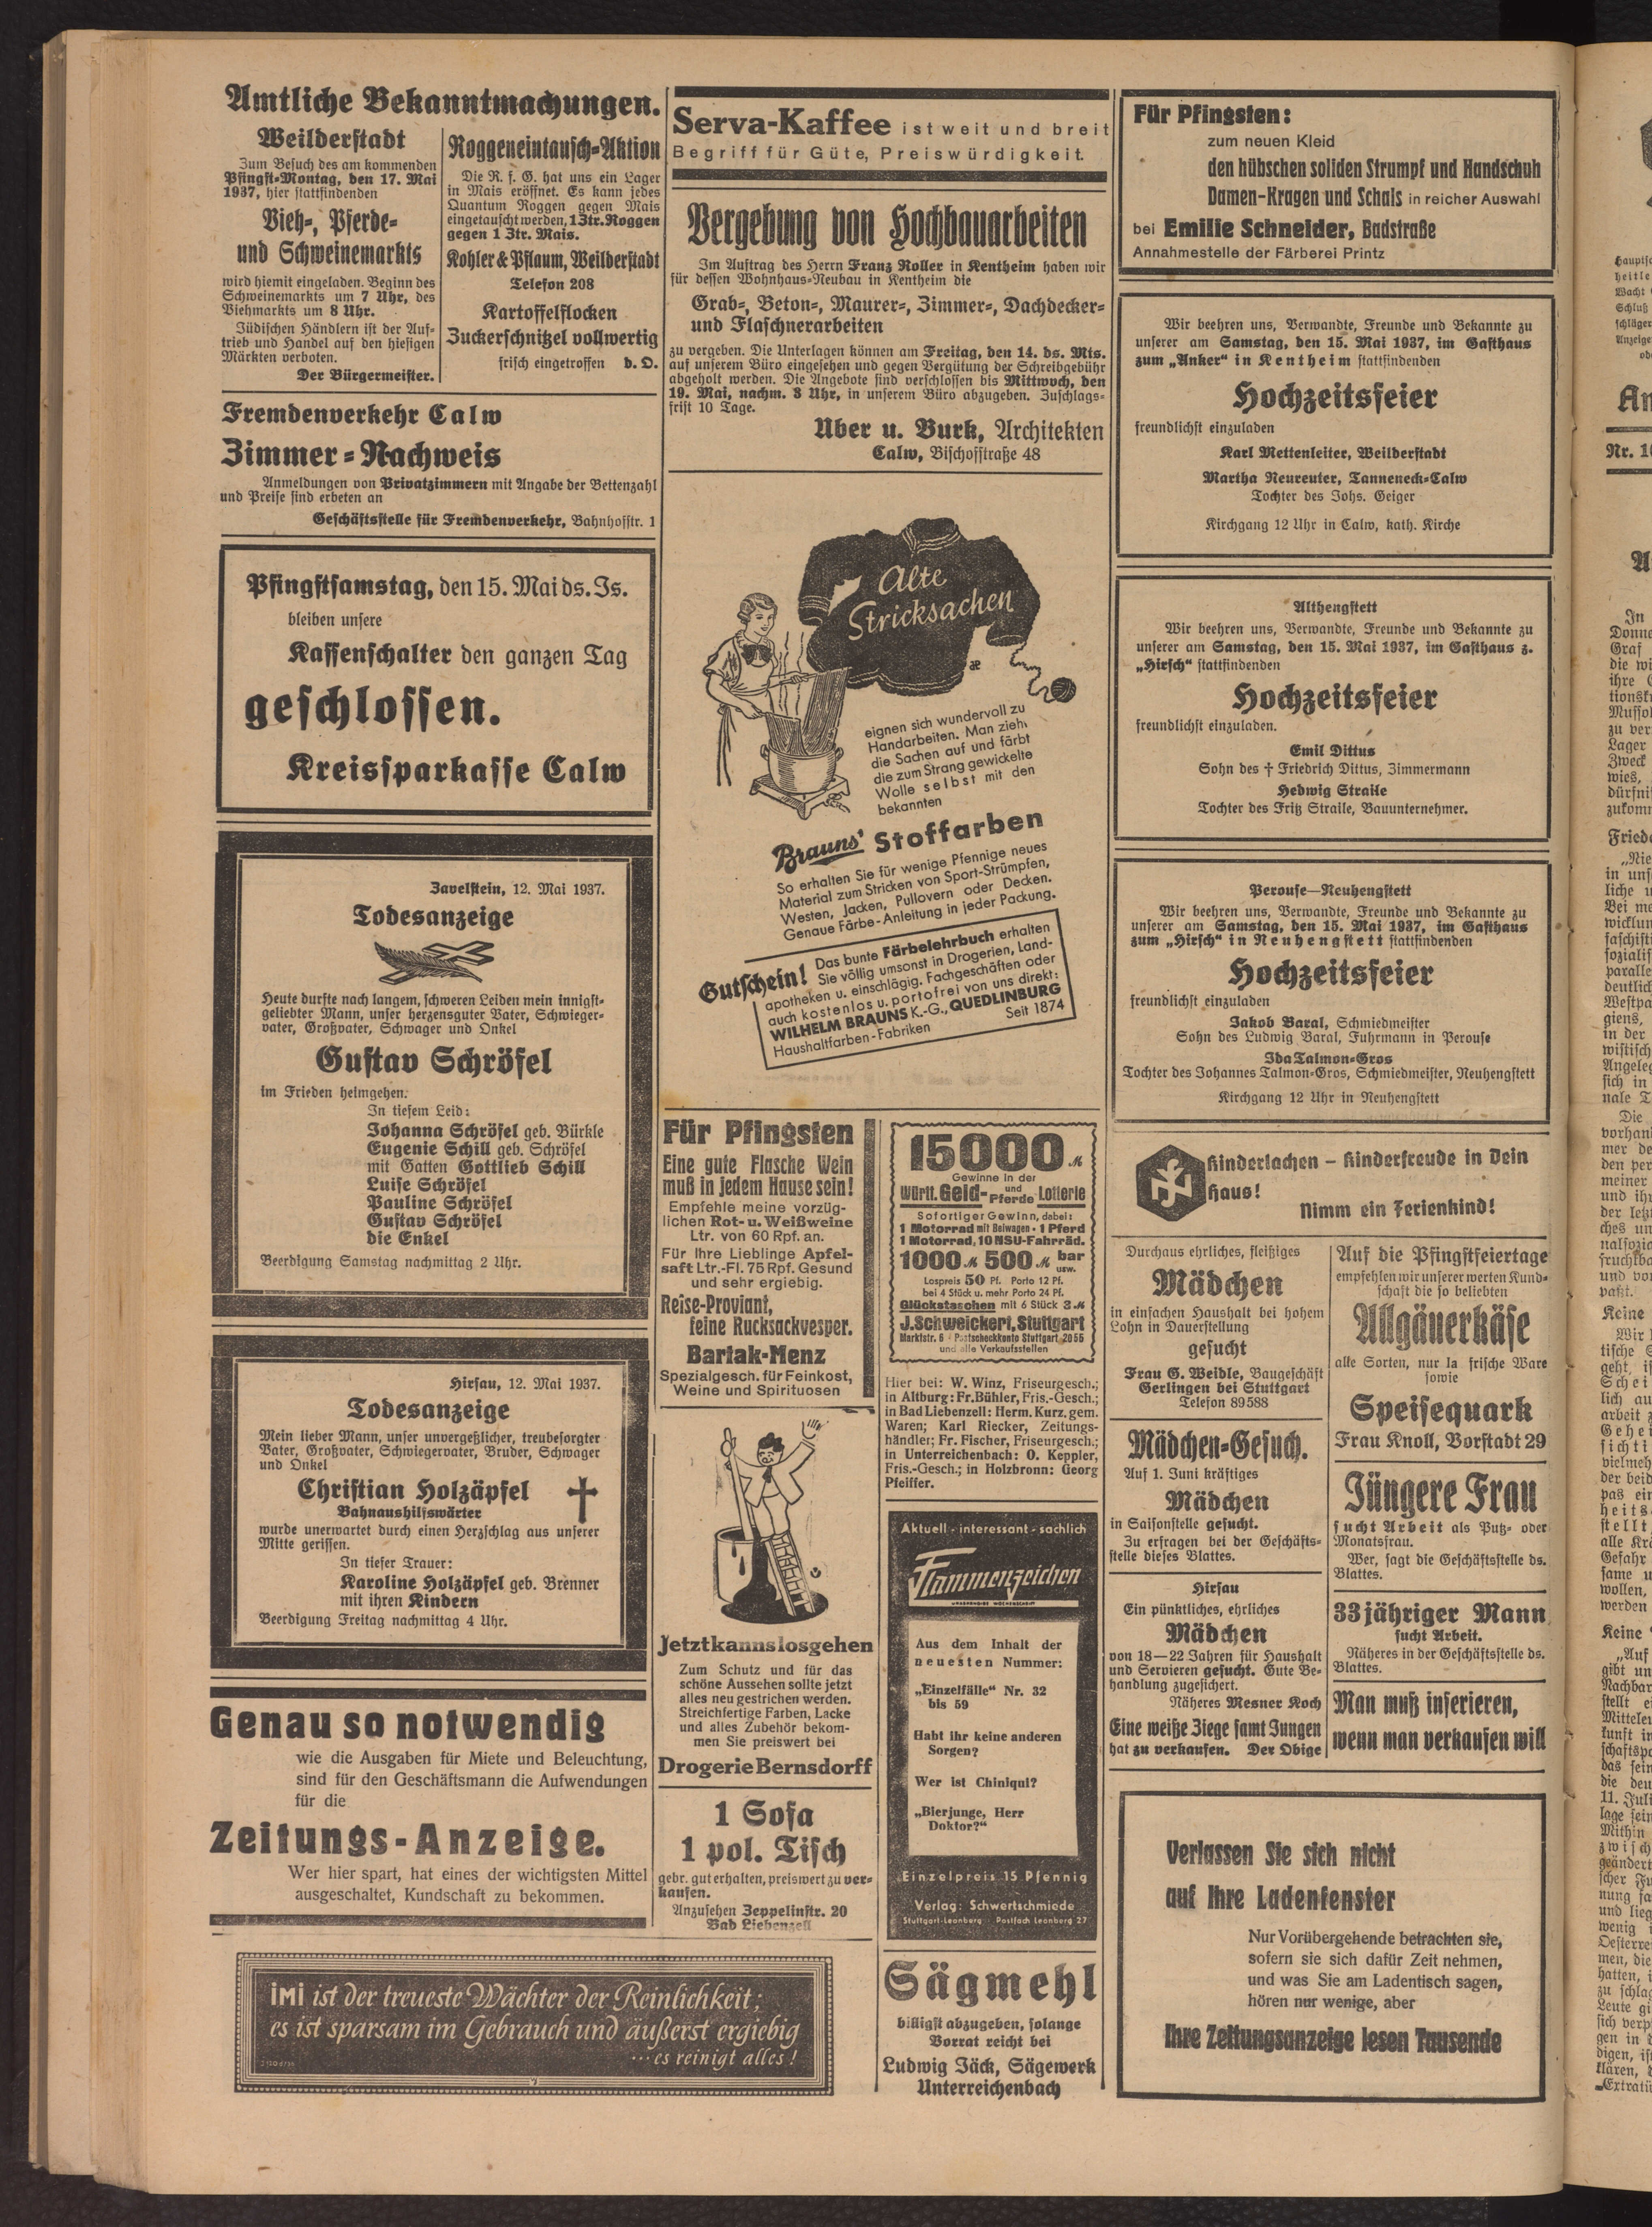 Amtliche Bekanntmachungen.
Weilderstadt
Zum Besuch des am kommenden
Pfingst-Montag, den 17. Mai
1937, hier stattfindenden
Vieh-, Pferde-
und Schweinemarkts
wird hiemit eingeladen. Beginn des
Schweinemarkts um 7 Uhr, des
Viehmarkts um 8 Uhr.
Jüdischen Händlern ist der Auf-
trieb und Handel auf den hiesigen
Märkten verboten.
Der Bürgermeister.
Roggeneintausch-Aktion
Die R. f. G. hat uns ein Lager
in Mais eröffnet. Es kann jedes
Quantum Roggen gegen Mais
eingetauscht werden, 1 Ztr. Roggen
gegen 1 Ztr. Mais.
Kohler & Pflaum, Weilderstadt
Telefon 208
Kartoffelflocken
Zuckerschnitzel vollwertig
frisch eingetroffen d. O.
Fremdenverkehr Calw
Zimmer-Nachweis
Anmeldungen von Privatzimmern mit Angabe der Bettenzahl
und Preise sind erbeten an
Geschäftsstelle für Fremdenverkehr, Bahnhofstr. 1
Pfingstsamstag, den 15. Mai ds. Js.
bleiben unsere
Kassenschalter den ganzen Tag
geschlossen.
Kreissparkasse Calw
Zavelstein, 12. Mai 1937.
Todesanzeige
Heute durfte nach langem, schweren Leiden mein innigst-
geliebter Mann, unser herzensguter Vater, Schwieger-
vater, Großvater, Schwager und Onkel
Gustav Schröfel
im Frieden heimgehen.
In tiefem Leid:
Johanna Schröfel geb. Bürkle
Eugenie Schill geb. Schröfel
mit Gatten Gottlieb Schill
Luise Schröfel
Pauline Schröfel
Gustav Schröfel
die Enkel
Beerdigung Samstag nachmittag 2 Uhr.
Hirsau, 12. Mai 1937.
Todesanzeige
Mein lieber Mann, unser unvergeßlicher, treubesorgter
Vater, Großvater, Schwiegervater, Bruder, Schwager
und Onkel
Christian Holzäpfel
Bahnaushilfswärter
wurde unerwartet durch einen Herzschlag aus unserer
Mitte gerissen.
In tiefer Trauer:
Karoline Holzäpfel geb. Brenner
mit ihren Kindern
Beerdigung Freitag nachmittag 4 Uhr.
Genau so notwendig
wie die Ausgaben für Miete und Beleuchtung,
sind für den Geschäftsmann die Aufwendungen
für die
Zeitungs-Anzeige.
Wer hier spart, hat eines der wichtigsten Mittel
ausgeschaltet, Kundschaft zu bekommen.
iMi ist der treueste Wächter der Reinlichkeit;
es ist sparsam im Gebrauch und äußerst ergiebig
... es reinigt alles!
Serva-Kaffee ist weit und breit
Begriff für Güte, Preiswürdigkeit.
Vergebung von Hochbauarbeiten
Im Auftrag des Herrn Franz Roller in Kentheim haben wir
für dessen Wohnhaus-Neubau in Kentheim die
Grab-, Beton-, Maurer-, Zimmer-, Dachdecker-
und Flaschnerarbeiten
zu vergeben. Die Unterlagen können am Freitag, den 14. ds. Mts.
auf unserem Büro eingesehen und gegen Vergütung der Schreibgebühr
abgeholt werden. Die Angebote sind verschlossen bis Mittwoch, den
19. Mai, nachm. 3 Uhr, in unserem Büro abzugeben. Zuschlags-
frist 10 Tage.
Uber u. Burk, Architekten
Calw, Bischofstraße 48
Alte
Stricksachen
eignen sich wundervoll zu
Handarbeiten. Man zieht
die Sachen auf und färbt
die zum Strang gewickelte
Wolle selbst mit den
bekannten
Brauns' Stoffarben
So erhalten Sie für wenige Pfennige neues
Material zum Stricken von Sport-Strümpfen,
Westen, Jacken, Pullovern oder Decken.
Genaue Färbe-Anleitung in jeder Packung.
Gutschein! Das bunte Färbelehrbuch erhalten
Sie völlig umsonst in Drogerien, Land-
apotheken u. einschlägig. Fachgeschäften oder
auch kostenlos u. portofrei von uns direkt:
WILHELM BRAUNS K.-G., QUEDLINBURG
Haushaltfarben-Fabriken Seit 1874
Für Pfingsten
Eine gute Flasche Wein
muß in jedem Hause sein!
Empfehle meine vorzüg-
lichen Rot- u. Weißweine
Ltr. von 60 Rpf. an.
Für Ihre Lieblinge Apfel-
saft Ltr.-Fl. 75 Rpf. Gesund
und sehr ergiebig.
Reise-Proviant,
feine Rucksackvesper.
Bartak-Menz
Spezialgesch. für Feinkost,
Weine und Spirituosen
Jetzt kanns losgehen
Zum Schutz und für das
schöne Aussehen sollte jetzt
alles neu gestrichen werden.
Streichfertige Farben, Lacke
und alles Zubehör bekom-
men Sie preiswert bei
Drogerie Bernsdorff
1 Sofa
1 pol. Tisch
gebr. gut erhalten, preiswert zu ver-
kaufen.
Anzusehen Zeppelinstr. 20
Bad Liebenzell
15000 M
Gewinne in der
Württ. Geld- und Pferde Lotterie
Sofortiger Gewinn, dabei:
1 Motorrad mit Beiwagen · 1 Pferd
1 Motorrad, 10 NSU-Fahrräd.
1000 M 500 M bar usw.
Lospreis 50 Pf. Porto 12 Pf.
bei 4 Stück u. mehr Porto 24 Pf.
Glückstaschen mit 6 Stück 3 M
J. Schweickert, Stuttgart
Marktstr. 6 · Postscheckkonto Stuttgart 2055
und alle Verkaufsstellen
Hier bei: W. Winz, Friseurgesch.;
in Altburg: Fr. Bühler, Fris.-Gesch.;
in Bad Liebenzell: Herm. Kurz, gem.
Waren; Karl Riecker, Zeitungs-
händler; Fr. Fischer, Friseurgesch.;
in Unterreichenbach: O. Keppler,
Fris.-Gesch.; in Holzbronn: Georg
Pfeiffer.
Aktuell - interessant - sachlich
Flammenzeichen
Aus dem Inhalt der
neuesten Nummer:
„Einzelfälle“ Nr. 32
bis 59
Habt ihr keine anderen
Sorgen?
Wer ist Chiniqui?
„Bierjunge, Herr
Doktor?“
Einzelpreis 15 Pfennig
Verlag: Schwertschmiede
Stuttgart-Leonberg · Postfach Leonberg 27
Sägmehl
billigst abzugeben, solange
Vorrat reicht bei
Ludwig Jäck, Sägewerk
Unterreichenbach
Für Pfingsten:
zum neuen Kleid
den hübschen soliden Strumpf und Handschuh
Damen-Kragen und Schals in reicher Auswahl
bei Emilie Schneider, Badstraße
Annahmestelle der Färberei Printz
Wir beehren uns, Verwandte, Freunde und Bekannte zu
unserer am Samstag, den 15. Mai 1937, im Gasthaus
zum „Anker“ in Kentheim stattfindenden
Hochzeitsfeier
freundlichst einzuladen
Karl Mettenleiter, Weilderstadt
Martha Neureuter, Tanneneck-Calw
Tochter des Johs. Geiger
Kirchgang 12 Uhr in Calw, kath. Kirche
Althengstett
Wir beehren uns, Verwandte, Freunde und Bekannte zu
unserer am Samstag, den 15. Mai 1937, im Gasthaus z.
„Hirsch“ stattfindenden
Hochzeitsfeier
freundlichst einzuladen.
Emil Dittus
Sohn des † Friedrich Dittus, Zimmermann
Hedwig Straile
Tochter des Fritz Straile, Bauunternehmer.
Perouse—Neuhengstett
Wir beehren uns, Verwandte, Freunde und Bekannte zu
unserer am Samstag, den 15. Mai 1937, im Gasthaus
zum „Hirsch“ in Neuhengstett stattfindenden
Hochzeitsfeier
freundlichst einzuladen
Jakob Baral, Schmiedmeister
Sohn des Ludwig Baral, Fuhrmann in Perouse
Ida Talmon-Gros
Tochter des Johannes Talmon-Gros, Schmiedmeister, Neuhengstett
Kirchgang 12 Uhr in Neuhengstett
Kinderlachen – Kinderfreude in Dein
Haus!
Nimm ein Ferienkind!
Durchaus ehrliches, fleißiges
Mädchen
in einfachen Haushalt bei hohem
Lohn in Dauerstellung
gesucht
Frau G. Weidle, Baugeschäft
Gerlingen bei Stuttgart
Telefon 89588
Mädchen-Gesuch.
Auf 1. Juni kräftiges
Mädchen
in Saisonstelle gesucht.
Zu erfragen bei der Geschäfts-
stelle dieses Blattes.
Hirsau
Ein pünktliches, ehrliches
Mädchen
von 18—22 Jahren für Haushalt
und Servieren gesucht. Gute Be-
handlung zugesichert.
Näheres Mesner Koch
Eine weiße Ziege samt Jungen
hat zu verkaufen. Der Obige
Auf die Pfingstfeiertage
empfehlen wir unserer werten Kund-
schaft die so beliebten
Allgäuerkäse
alle Sorten, nur Ia frische Ware
sowie
Speisequark
Frau Knoll, Vorstadt 29
Jüngere Frau
sucht Arbeit als Putz- oder
Monatsfrau.
Wer, sagt die Geschäftsstelle ds.
Blattes.
33jähriger Mann
sucht Arbeit.
Näheres in der Geschäftsstelle ds.
Blattes.
Man muß inserieren,
wenn man verkaufen will
Verlassen Sie sich nicht
auf Ihre Ladenfenster
Nur Vorübergehende betrachten sie,
sofern sie sich dafür Zeit nehmen,
und was Sie am Ladentisch sagen,
hören nur wenige, aber
Ihre Zeitungsanzeige lesen Tausende